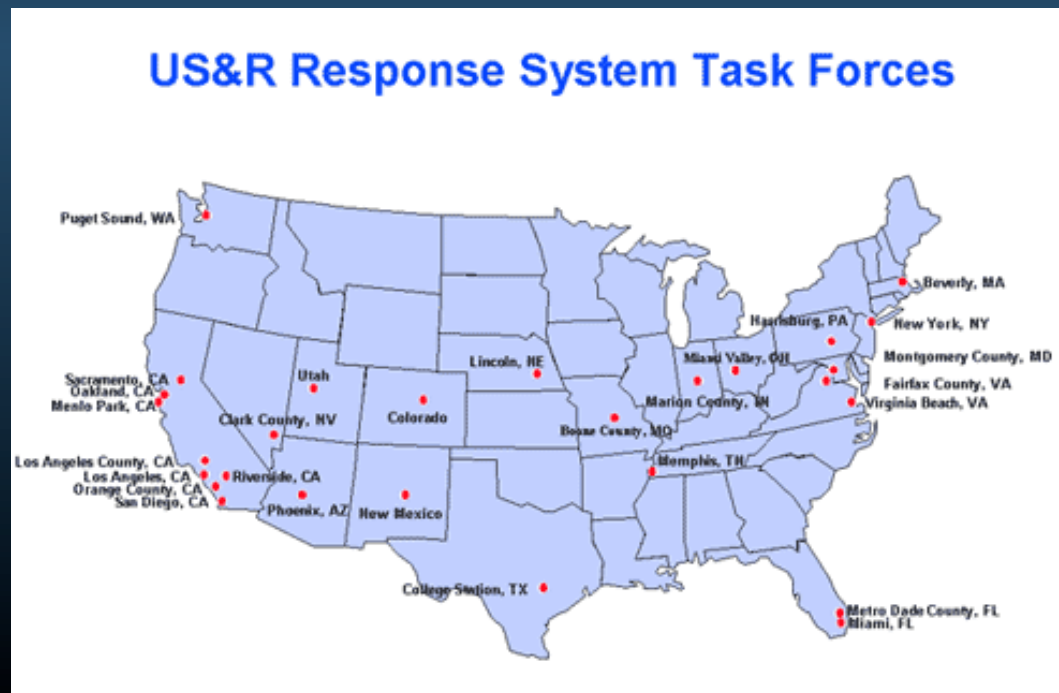 US&R Response System Task Forces
Puget Sound, WA
Beverly, MA
Harrisburg, PA
New York, NY
Montgomery County, MD
Lincoln, NE
Miami Valley, OH
Utah
Sacramento, CA
Fairfax County, VA
Oakland, CA
Menlo Park, CA
Marion County, IN
Virginia Beach, VA
Clark County, NV
Colorado
Boone County, MO
Los Angeles County, CA
Memphis, TN
Los Angeles, CA
Riverside, CA
Orange County, CA
San Diego, CA
Phoenix, AZ
New Mexico
College Station, TX
Metro Dade County, FL
Miami, FL